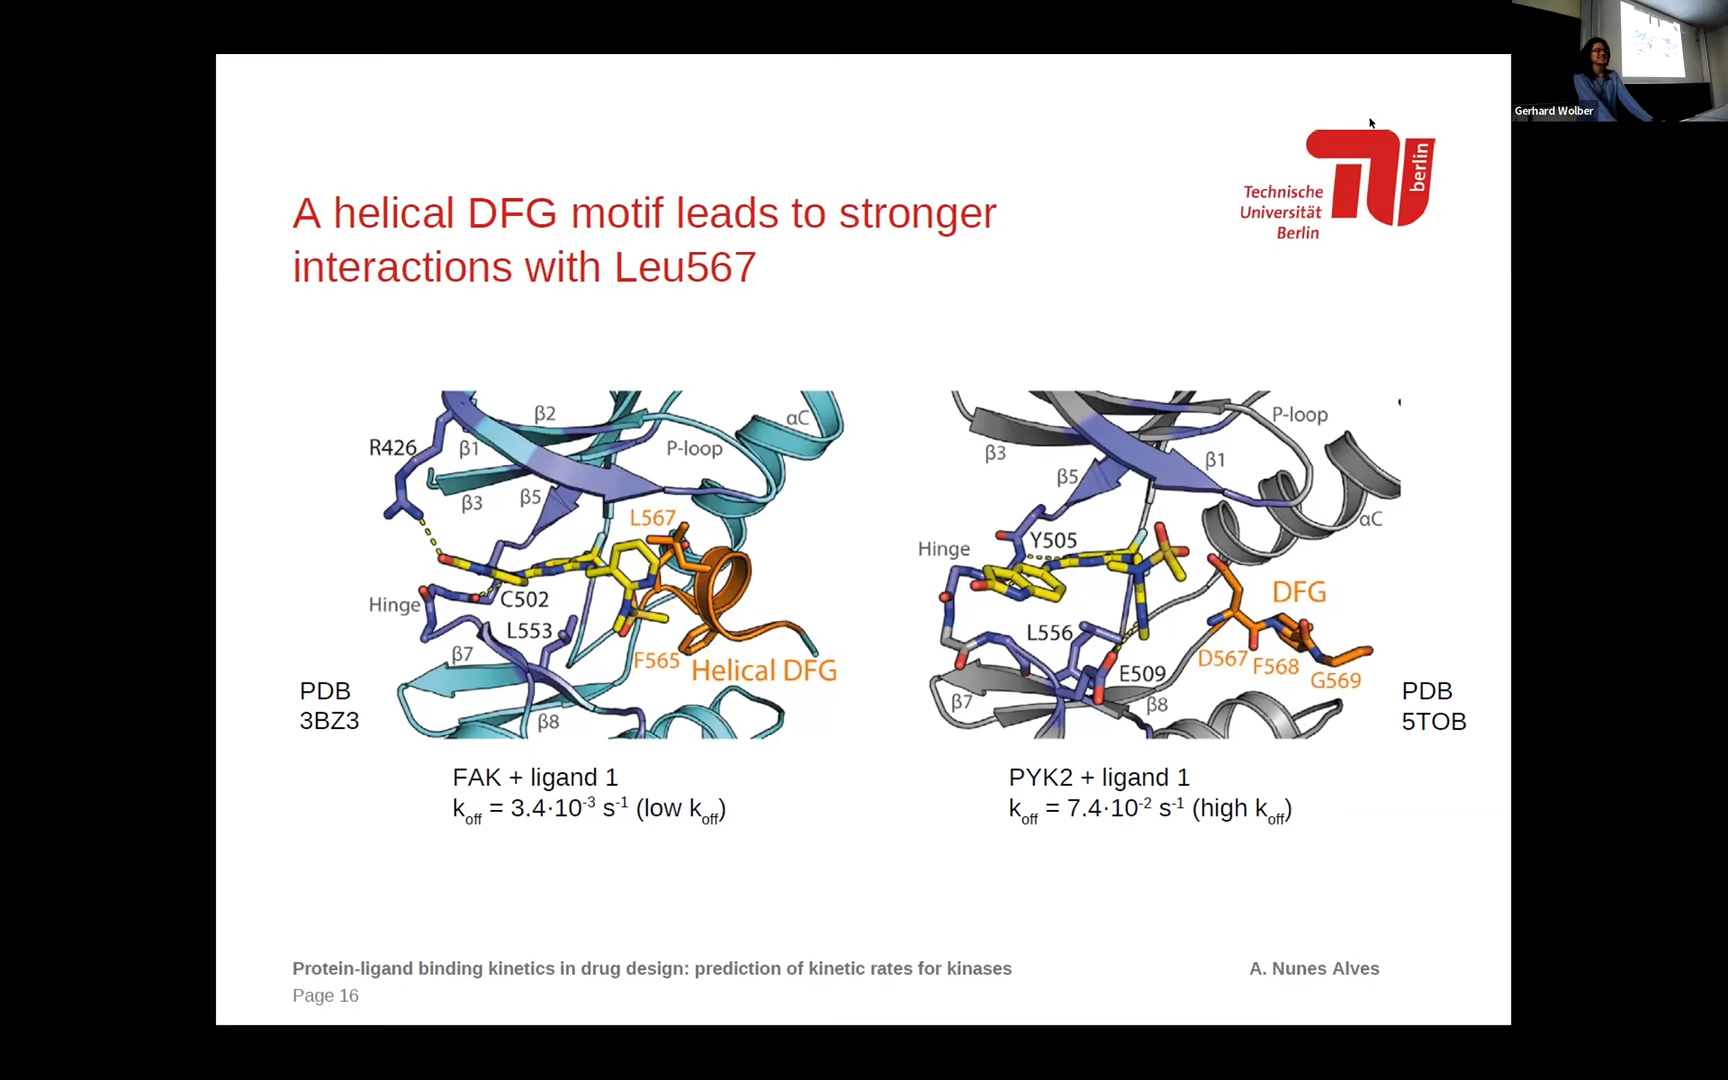 Gerhard Wolber
berlin
Technische
Universität
Berlin
A helical DFG motif leads to stronger
interactions with Leu567
β2
αC
R426
β1
P-loop
β3
β5
L567
C502
Hinge
L553
β7
F565
Helical DFG
β8
PDB
3BZ3
P-loop
β3
β1
β5
αC
Y505
Hinge
DFG
L556
D567
F568
E509
G569
β7
β8
PDB
5TOB
FAK + ligand 1
koff = 3.4·10-3 s-1 (low koff)
PYK2 + ligand 1
koff = 7.4·10-2 s-1 (high koff)
Protein-ligand binding kinetics in drug design: prediction of kinetic rates for kinases
A. Nunes Alves
Page 16